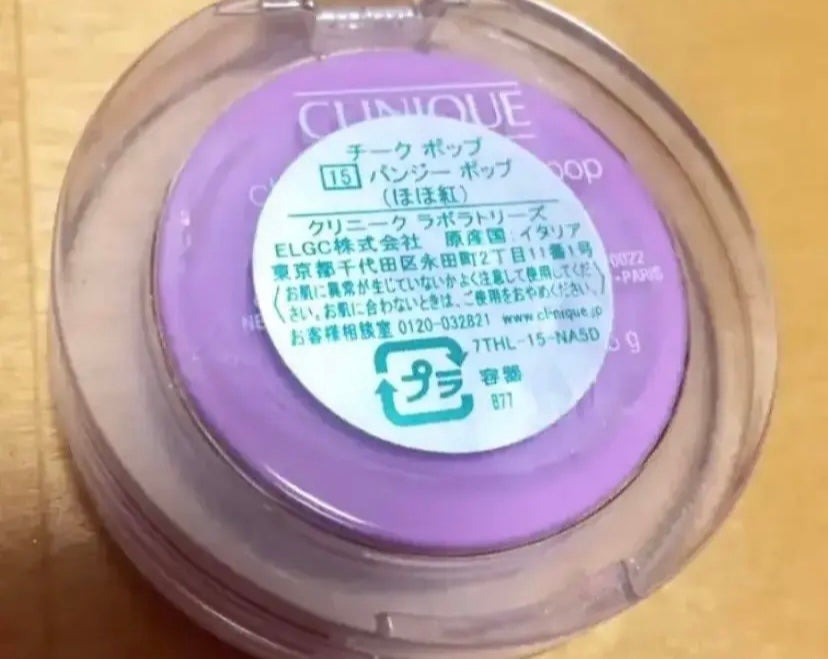 CLINIQUE
チーク ポップ
15 パンジー ポップ
oop
(ほほ紅)
クリニーク ラボラトリーズ
ELGC株式会社 原産国:イタリア
東京都千代田区永田町2丁目11番1号
0022
-PARIS
お肌に異常が生じていないかよく注意して使用してくだ
さい。お肌に合わないときは、ご使用をおやめください。
NE
お客様相談室 0120-032821 www.clinique.jp
7THL-15-NA5D
g
プラ 容器
B77